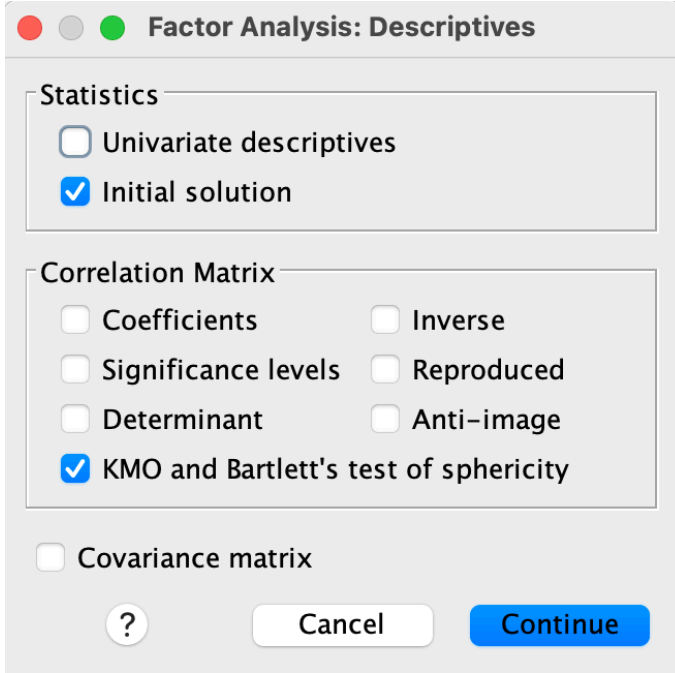 Factor Analysis: Descriptives
Statistics
Univariate descriptives
Initial solution
Correlation Matrix
Coefficients
Inverse
Significance levels
Reproduced
Determinant
Anti-image
KMO and Bartlett's test of sphericity
Covariance matrix
?
Cancel
Continue